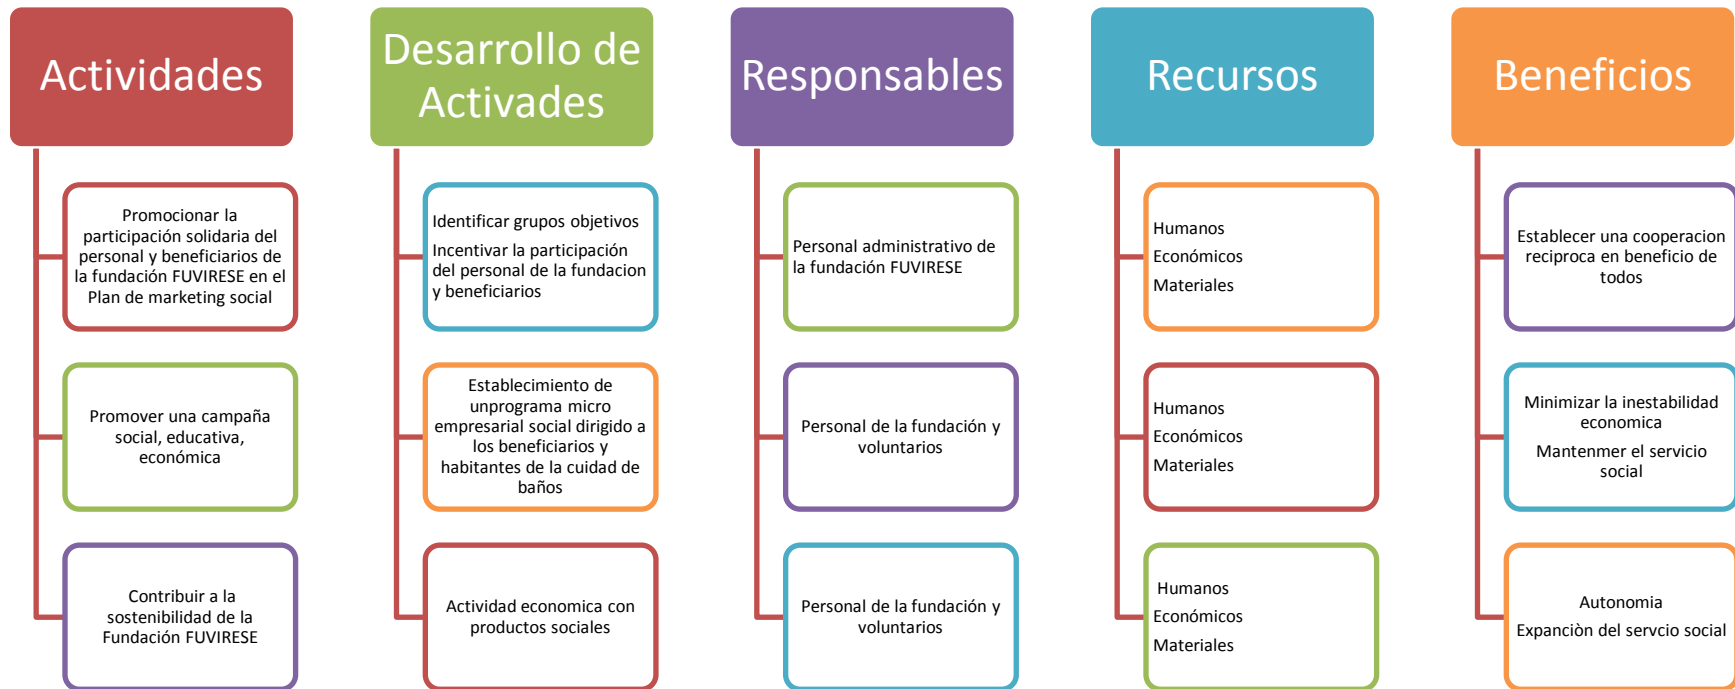 Actividades
Promocionar la
participación solidaria del
personal y beneficiarios de
la fundación FUVIRESE en el
Plan de marketing social
Promover una campaña
social, educativa,
económica
Contribuir a la
sostenibilidad de la
Fundación FUVIRESE
Desarrollo de
Activades
Identificar grupos objetivos
Incentivar la participación
del personal de la fundacion
y beneficiarios
Establecimiento de
unprograma micro
empresarial social dirigido a
los beneficiarios y
habitantes de la cuidad de
baños
Actividad economica con
productos sociales
Responsables
Personal administrativo de
la fundación FUVIRESE
Personal de la fundación y
voluntarios
Personal de la fundación y
voluntarios
Recursos
Humanos
Económicos
Materiales
Humanos
Económicos
Materiales
Humanos
Económicos
Materiales
Beneficios
Establecer una cooperacion
reciproca en beneficio de
todos
Minimizar la inestabilidad
economica
Mantenmer el servicio
social
Autonomia
Expanciòn del servcio social